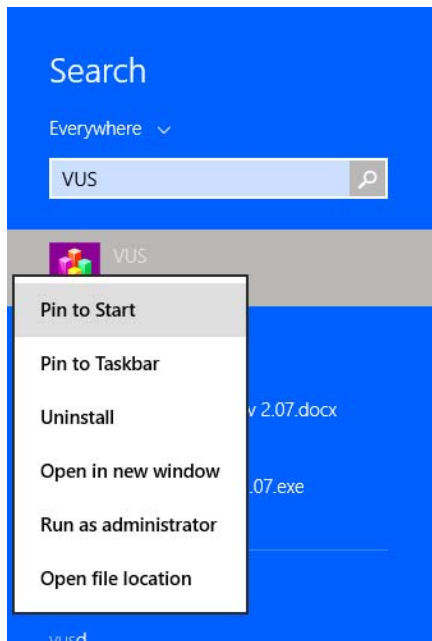 Search
Everywhere
VUS
VUS
Pin to Start
Pin to Taskbar
Uninstall
v 2.07.docx
Open in new window
.07.exe
Run as administrator
Open file location
vusd